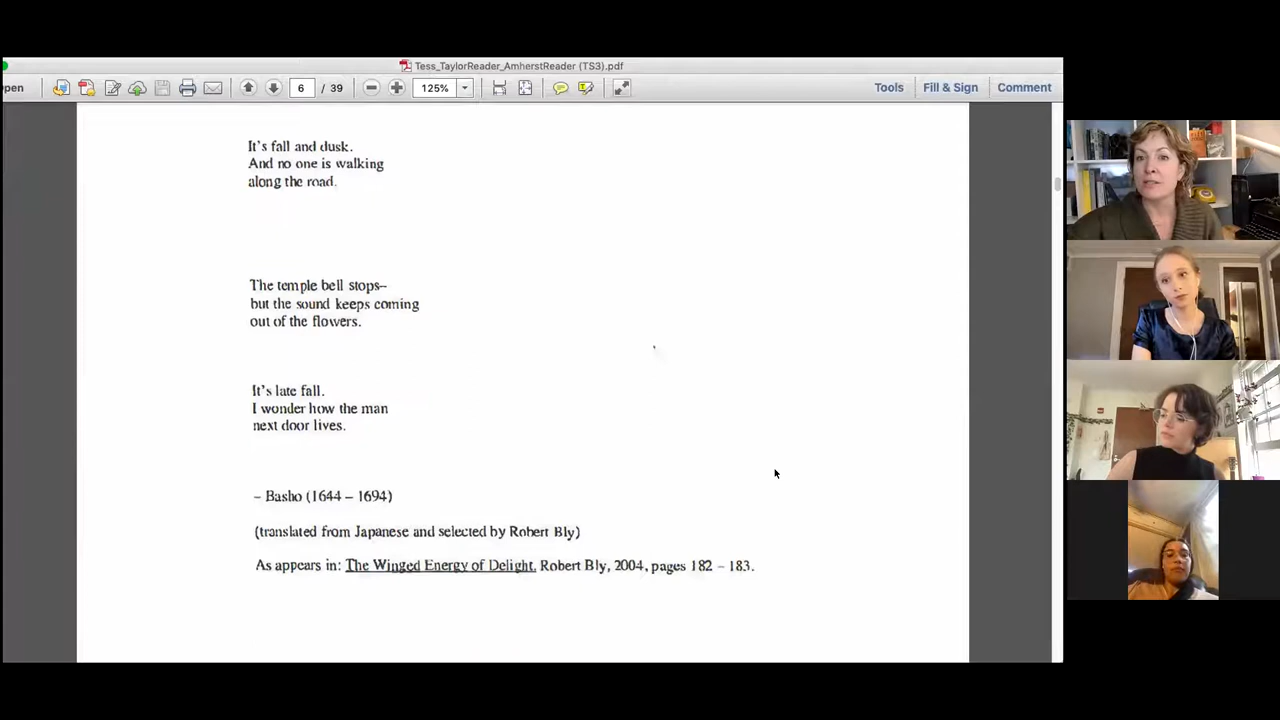 Tess_TaylorReader_AmherstReader (TS3).pdf
pen
6 / 39
125%
Tools
Fill & Sign
Comment
It's fall and dusk.
And no one is walking
along the road.
The temple bell stops–
but the sound keeps coming
out of the flowers.
It's late fall.
I wonder how the man
next door lives.
– Basho (1644 – 1694)
(translated from Japanese and selected by Robert Bly)
As appears in: The Winged Energy of Delight, Robert Bly, 2004, pages 182 – 183.